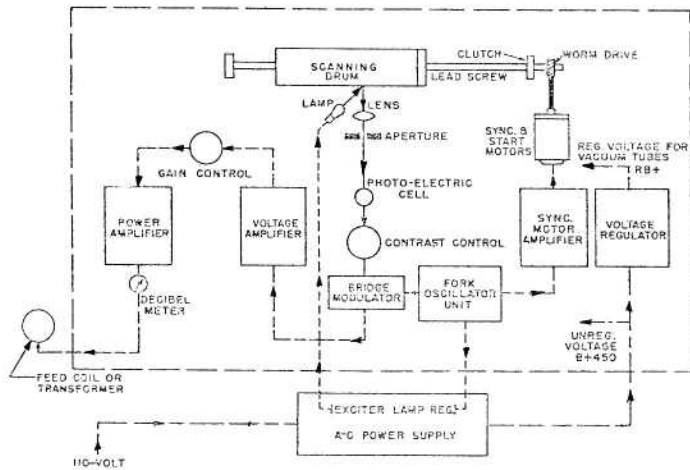 CLUTCH
WORM DRIVE
SCANNING
DRUM
LEAD SCREW
LAMP
LENS
APERTURE
SYNC. &
START
MOTORS
REG. VOLTAGE FOR
VACUUM TUBES
GAIN CONTROL
PHOTO-ELECTRIC
CELL
POWER
AMPLIFIER
VOLTAGE
AMPLIFIER
CONTRAST CONTROL
SYNC.
MOTOR
AMPLIFIER
VOLTAGE
REGULATOR
BRIDGE
MODULATOR
FORK
OSCILLATOR
UNIT
DECIBEL
METER
UNREG.
VOLTAGE
B+450
FEED COIL OR
TRANSFORMER
EXCITER LAMP REG.
A-C POWER SUPPLY
110-VOLT